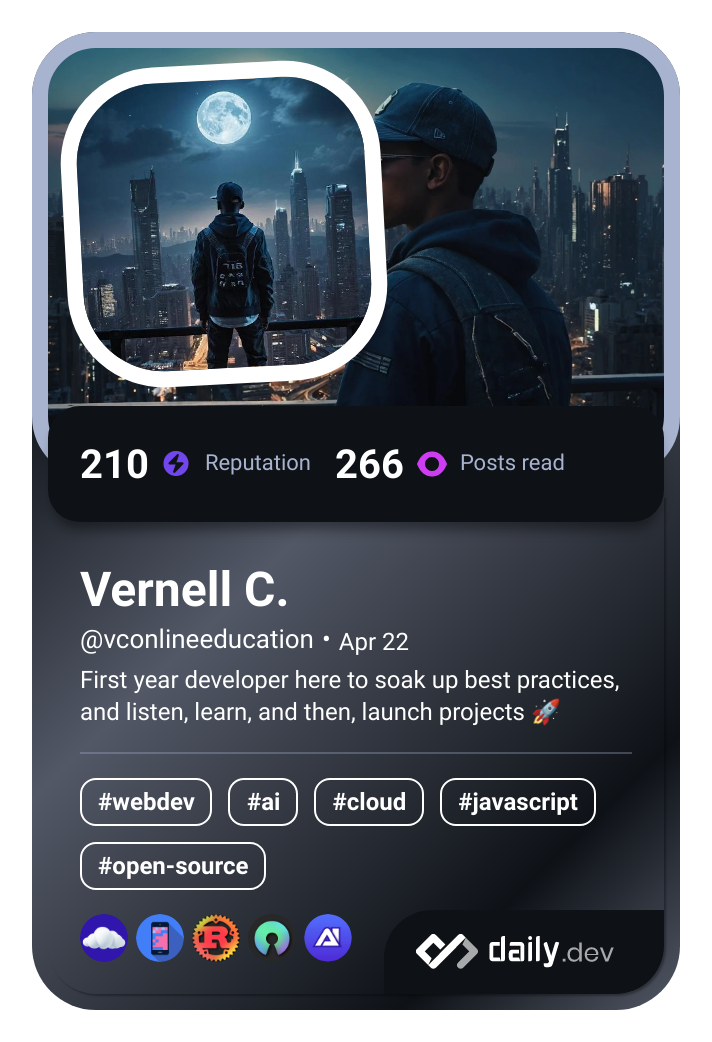 210 Reputation 266 Posts read
Vernell C.
@vconlineeducation • Apr 22
First year developer here to soak up best practices,
and listen, learn, and then, launch projects 🚀
#webdev #ai #cloud #javascript
#open-source
daily.dev